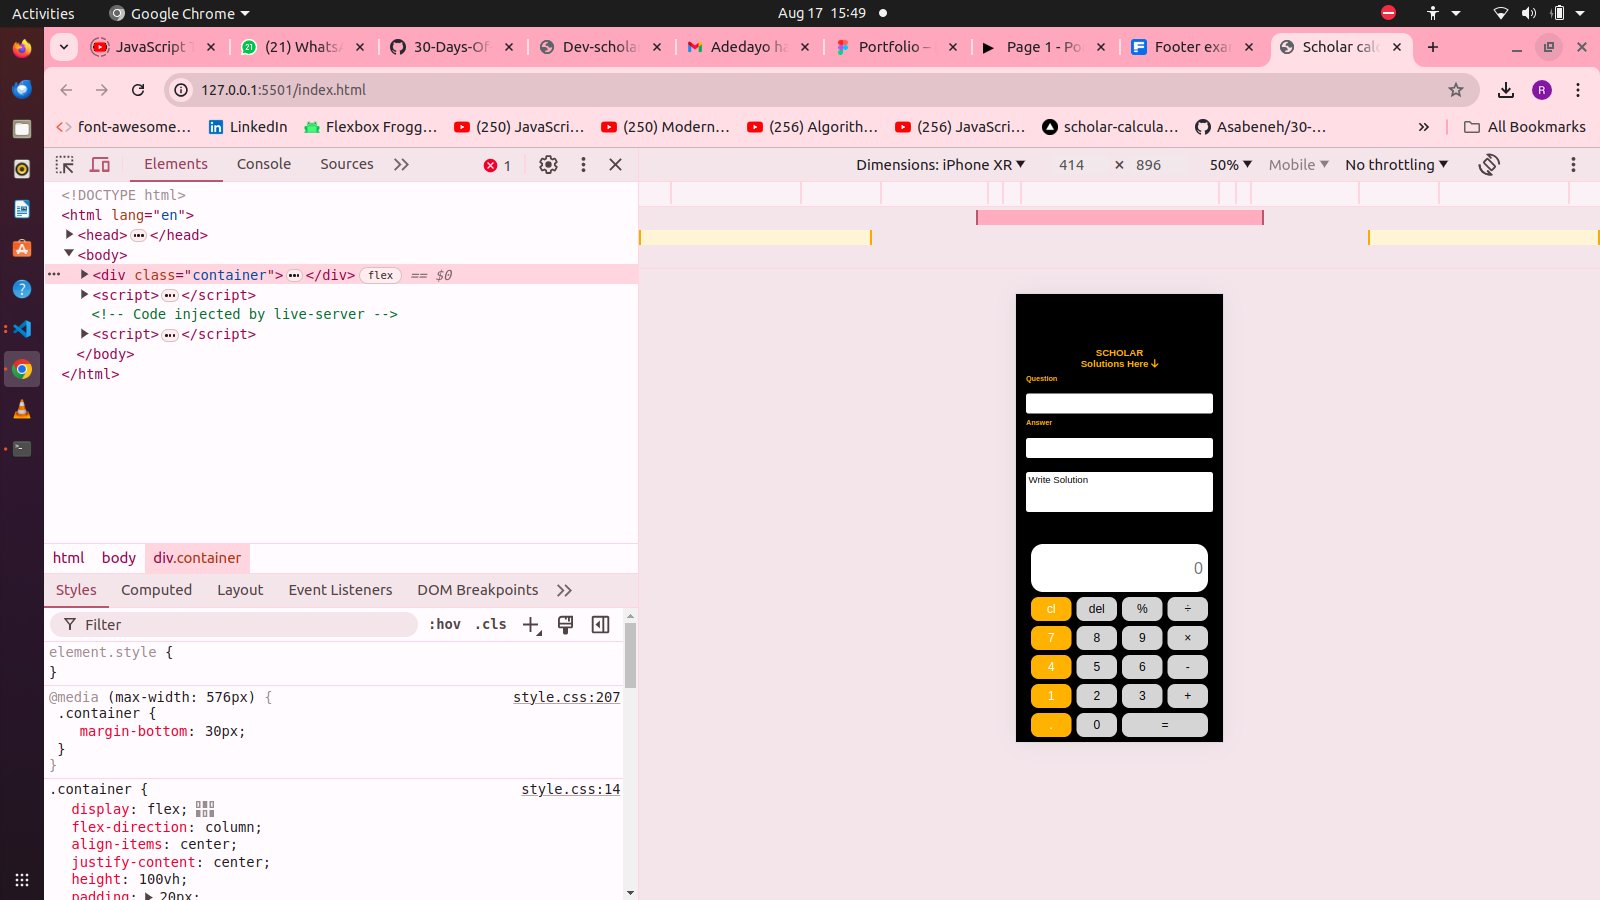 Activities
Google Chrome
Aug 17 15:49
JavaScript T
(21) WhatsA
30-Days-Of-
Dev-schola
Adedayo ha
Portfolio –
Page 1 - Po
Footer exa
Scholar calc
127.0.0.1:5501/index.html
R
font-awesome…
LinkedIn
Flexbox Frogg…
(250) JavaScri…
(250) Modern…
(256) Algorith…
(256) JavaScri…
scholar-calcula…
Asabeneh/30-…
»
All Bookmarks
Elements
Console
Sources
1
Dimensions: iPhone XR
414 × 896
50%
Mobile
No throttling
<!DOCTYPE html>
<html lang="en">
<head>…</head>
<body>
<div class="container">…</div> flex == $0
<script>…</script>
<!-- Code injected by live-server -->
<script>…</script>
</body>
</html>
html body div.container
Styles Computed Layout Event Listeners DOM Breakpoints
Filter :hov .cls
element.style {
}
@media (max-width: 576px) { style.css:207
.container {
margin-bottom: 30px;
}
}
.container { style.css:14
display: flex;
flex-direction: column;
align-items: center;
justify-content: center;
height: 100vh;
padding: 20px;
SCHOLAR
Solutions Here ↓
Question
Answer
Write Solution
0
cl del % ÷
7 8 9 ×
4 5 6 -
1 2 3 +
. 0 =